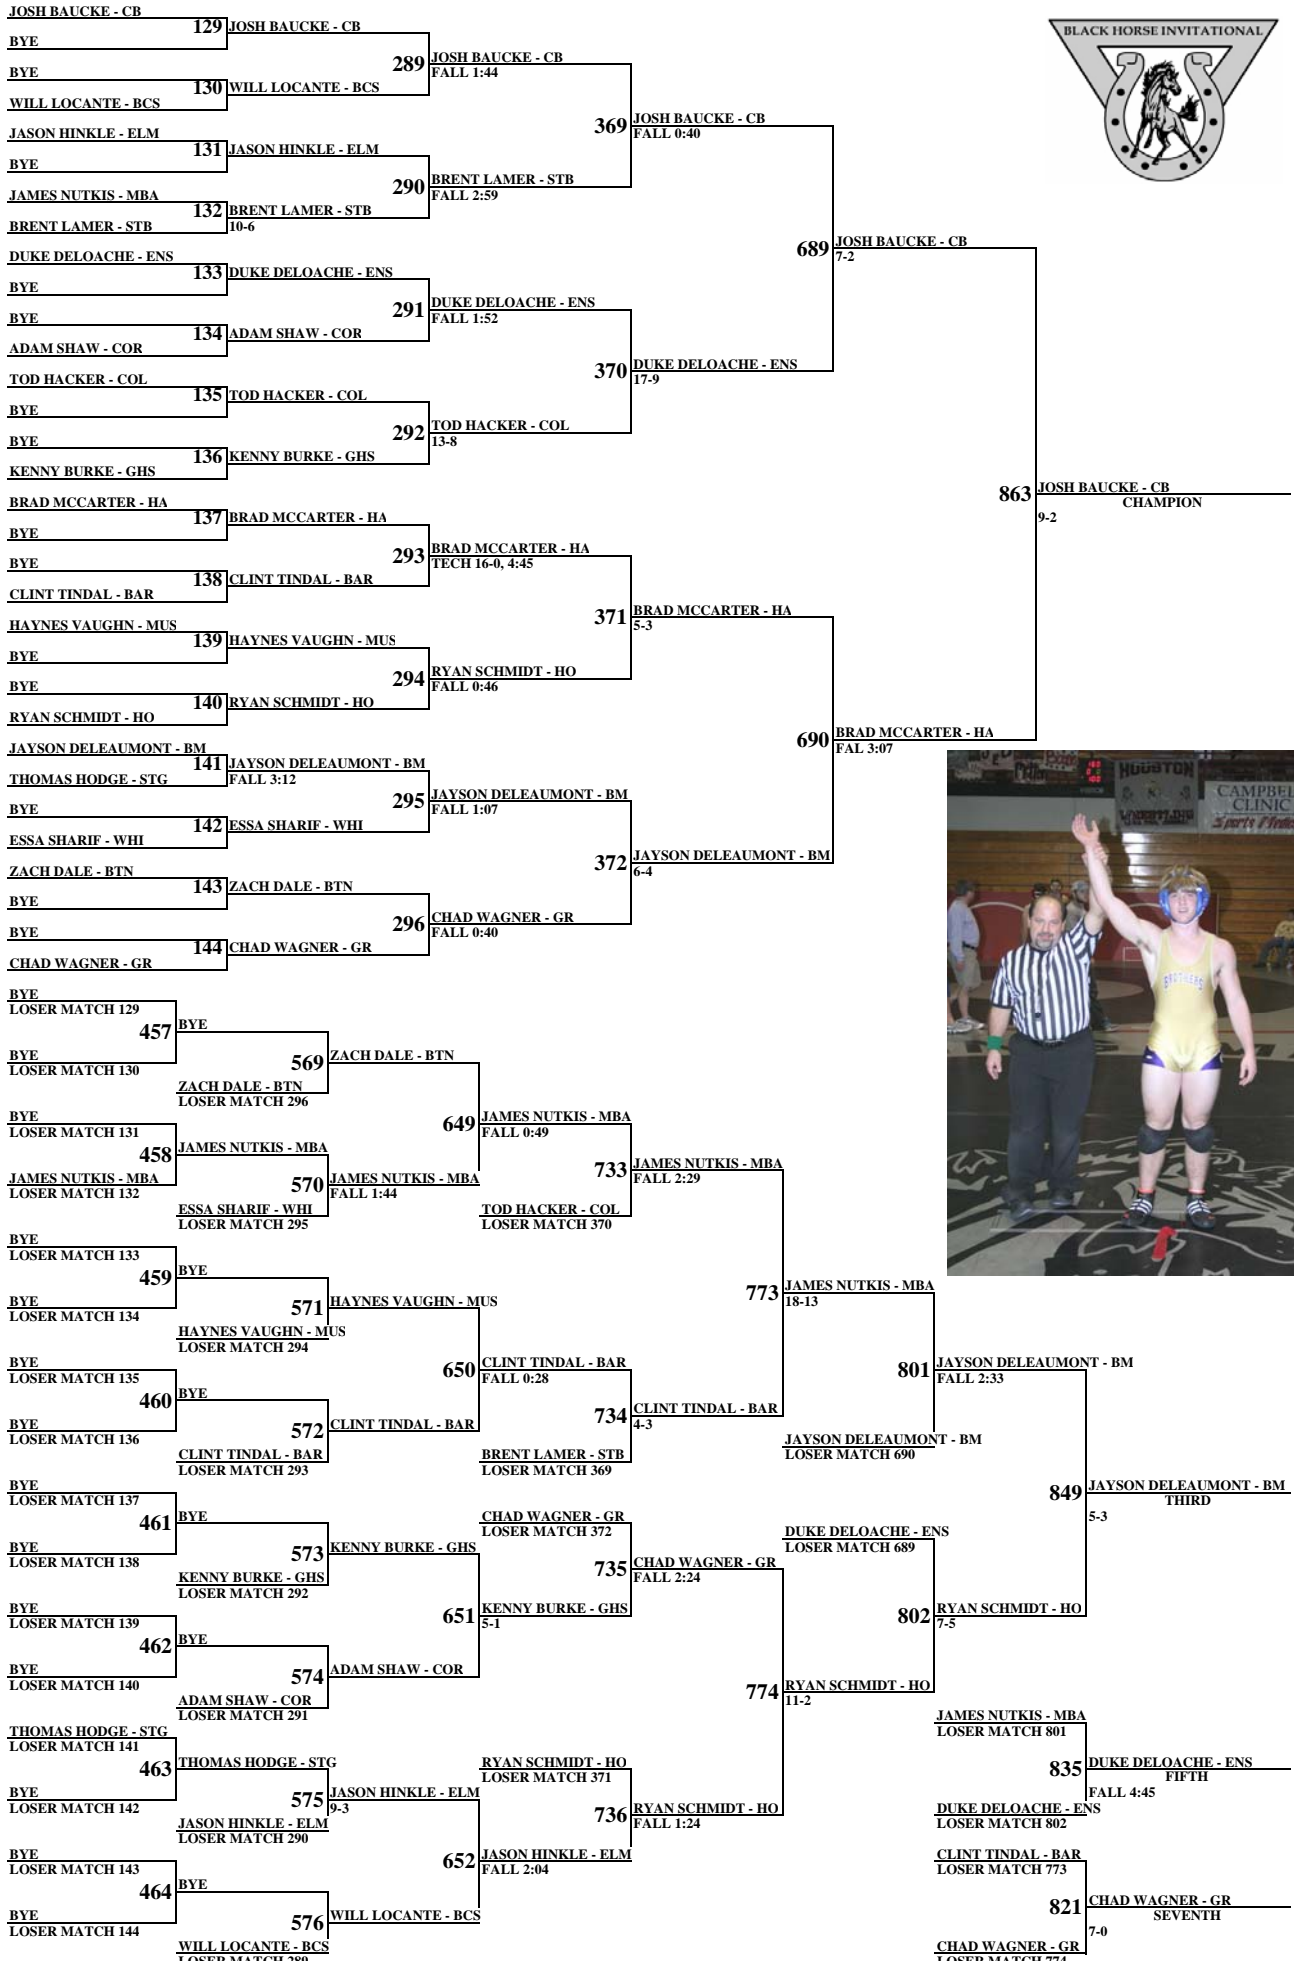 BLACK HORSE INVITATIONAL
JOSH BAUCKE - CB
BYE
129
JOSH BAUCKE - CB
BYE
WILL LOCANTE - BCS
130
WILL LOCANTE - BCS
289
JOSH BAUCKE - CB
FALL 1:44
JASON HINKLE - ELM
BYE
131
JASON HINKLE - ELM
JAMES NUTKIS - MBA
BRENT LAMER - STB
132
BRENT LAMER - STB
10-6
290
BRENT LAMER - STB
FALL 2:59
369
JOSH BAUCKE - CB
FALL 0:40
DUKE DELOACHE - ENS
BYE
133
DUKE DELOACHE - ENS
BYE
ADAM SHAW - COR
134
ADAM SHAW - COR
291
DUKE DELOACHE - ENS
FALL 1:52
TOD HACKER - COL
BYE
135
TOD HACKER - COL
BYE
KENNY BURKE - GHS
136
KENNY BURKE - GHS
292
TOD HACKER - COL
13-8
370
DUKE DELOACHE - ENS
17-9
689
JOSH BAUCKE - CB
7-2
BRAD MCCARTER - HA
BYE
137
BRAD MCCARTER - HA
BYE
CLINT TINDAL - BAR
138
CLINT TINDAL - BAR
293
BRAD MCCARTER - HA
TECH 16-0, 4:45
HAYNES VAUGHN - MUS
BYE
139
HAYNES VAUGHN - MUS
BYE
RYAN SCHMIDT - HO
140
RYAN SCHMIDT - HO
294
RYAN SCHMIDT - HO
FALL 0:46
371
BRAD MCCARTER - HA
5-3
JAYSON DELEAUMONT - BM
THOMAS HODGE - STG
141
JAYSON DELEAUMONT - BM
FALL 3:12
BYE
ESSA SHARIF - WHI
142
ESSA SHARIF - WHI
295
JAYSON DELEAUMONT - BM
FALL 1:07
ZACH DALE - BTN
BYE
143
ZACH DALE - BTN
BYE
CHAD WAGNER - GR
144
CHAD WAGNER - GR
296
CHAD WAGNER - GR
FALL 0:40
372
JAYSON DELEAUMONT - BM
6-4
690
BRAD MCCARTER - HA
FAL 3:07
863
JOSH BAUCKE - CB
CHAMPION
9-2
HOUSTON
WRESTLING
CAMPBEL
CLINIC
Sports Medic
BROTHERS
BYE
LOSER MATCH 129
457
BYE
BYE
LOSER MATCH 130
569
ZACH DALE - BTN
ZACH DALE - BTN
LOSER MATCH 296
BYE
LOSER MATCH 131
458
JAMES NUTKIS - MBA
JAMES NUTKIS - MBA
LOSER MATCH 132
570
JAMES NUTKIS - MBA
FALL 1:44
ESSA SHARIF - WHI
LOSER MATCH 295
649
JAMES NUTKIS - MBA
FALL 0:49
733
JAMES NUTKIS - MBA
FALL 2:29
TOD HACKER - COL
LOSER MATCH 370
BYE
LOSER MATCH 133
459
BYE
BYE
LOSER MATCH 134
571
HAYNES VAUGHN - MUS
HAYNES VAUGHN - MUS
LOSER MATCH 294
BYE
LOSER MATCH 135
460
BYE
BYE
LOSER MATCH 136
572
CLINT TINDAL - BAR
CLINT TINDAL - BAR
LOSER MATCH 293
650
CLINT TINDAL - BAR
FALL 0:28
734
CLINT TINDAL - BAR
4-3
BRENT LAMER - STB
LOSER MATCH 369
773
JAMES NUTKIS - MBA
18-13
801
JAYSON DELEAUMONT - BM
FALL 2:33
JAYSON DELEAUMONT - BM
LOSER MATCH 690
BYE
LOSER MATCH 137
461
BYE
BYE
LOSER MATCH 138
573
KENNY BURKE - GHS
KENNY BURKE - GHS
LOSER MATCH 292
BYE
LOSER MATCH 139
462
BYE
BYE
LOSER MATCH 140
574
ADAM SHAW - COR
ADAM SHAW - COR
LOSER MATCH 291
651
KENNY BURKE - GHS
5-1
CHAD WAGNER - GR
LOSER MATCH 372
735
CHAD WAGNER - GR
FALL 2:24
DUKE DELOACHE - ENS
LOSER MATCH 689
802
RYAN SCHMIDT - HO
7-5
849
JAYSON DELEAUMONT - BM
THIRD
5-3
THOMAS HODGE - STG
LOSER MATCH 141
463
THOMAS HODGE - STG
BYE
LOSER MATCH 142
575
JASON HINKLE - ELM
9-3
JASON HINKLE - ELM
LOSER MATCH 290
BYE
LOSER MATCH 143
464
BYE
BYE
LOSER MATCH 144
576
WILL LOCANTE - BCS
WILL LOCANTE - BCS
LOSER MATCH 289
652
JASON HINKLE - ELM
FALL 2:04
RYAN SCHMIDT - HO
LOSER MATCH 371
736
RYAN SCHMIDT - HO
FALL 1:24
774
RYAN SCHMIDT - HO
11-2
JAMES NUTKIS - MBA
LOSER MATCH 801
835
DUKE DELOACHE - ENS
FIFTH
FALL 4:45
DUKE DELOACHE - ENS
LOSER MATCH 802
CLINT TINDAL - BAR
LOSER MATCH 773
821
CHAD WAGNER - GR
SEVENTH
7-0
CHAD WAGNER - GR
LOSER MATCH 774